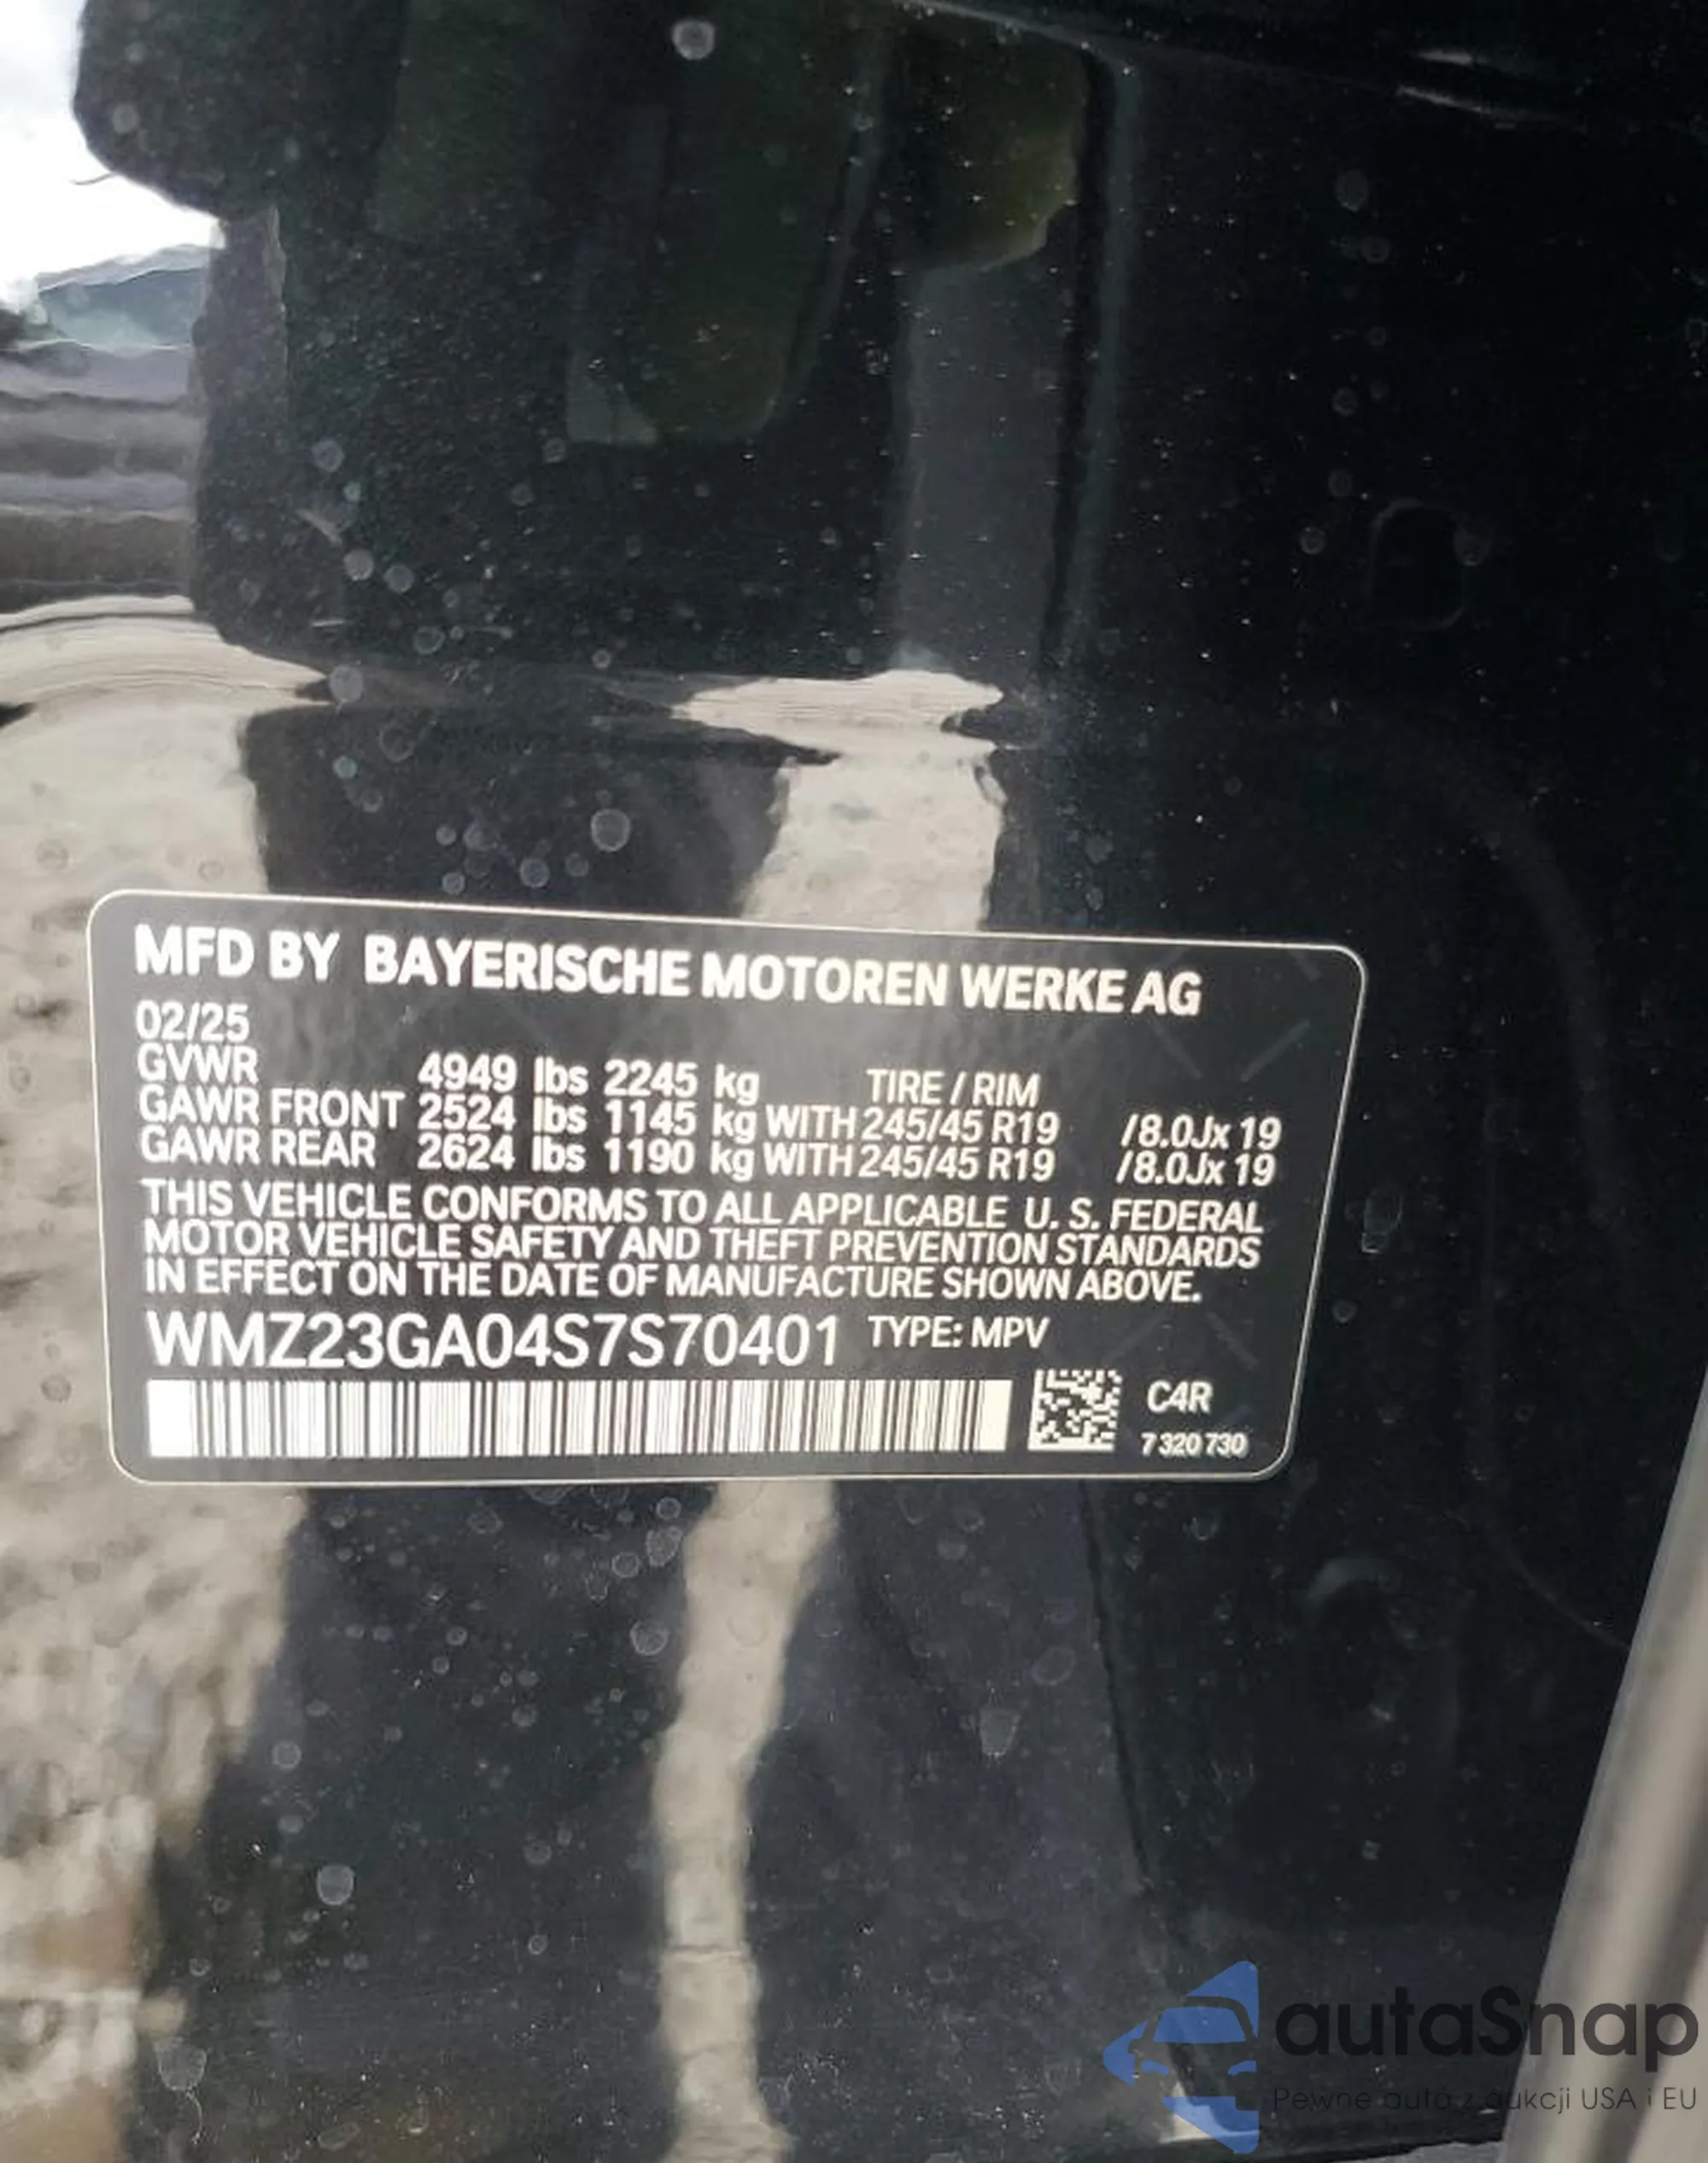 MFD BY BAYERISCHE MOTOREN WERKE AG
02/25
GVWR 4949 lbs 2245 kg TIRE / RIM
GAWR FRONT 2524 lbs 1145 kg WITH 245/45 R19 /8.0Jx 19
GAWR REAR 2624 lbs 1190 kg WITH 245/45 R19 /8.0Jx 19
THIS VEHICLE CONFORMS TO ALL APPLICABLE U. S. FEDERAL
MOTOR VEHICLE SAFETY AND THEFT PREVENTION STANDARDS
IN EFFECT ON THE DATE OF MANUFACTURE SHOWN ABOVE.
WMZ23GA04S7S70401 TYPE: MPV
C4R
7 320 730
autaSnap
Pewne auta z aukcji USA i EU